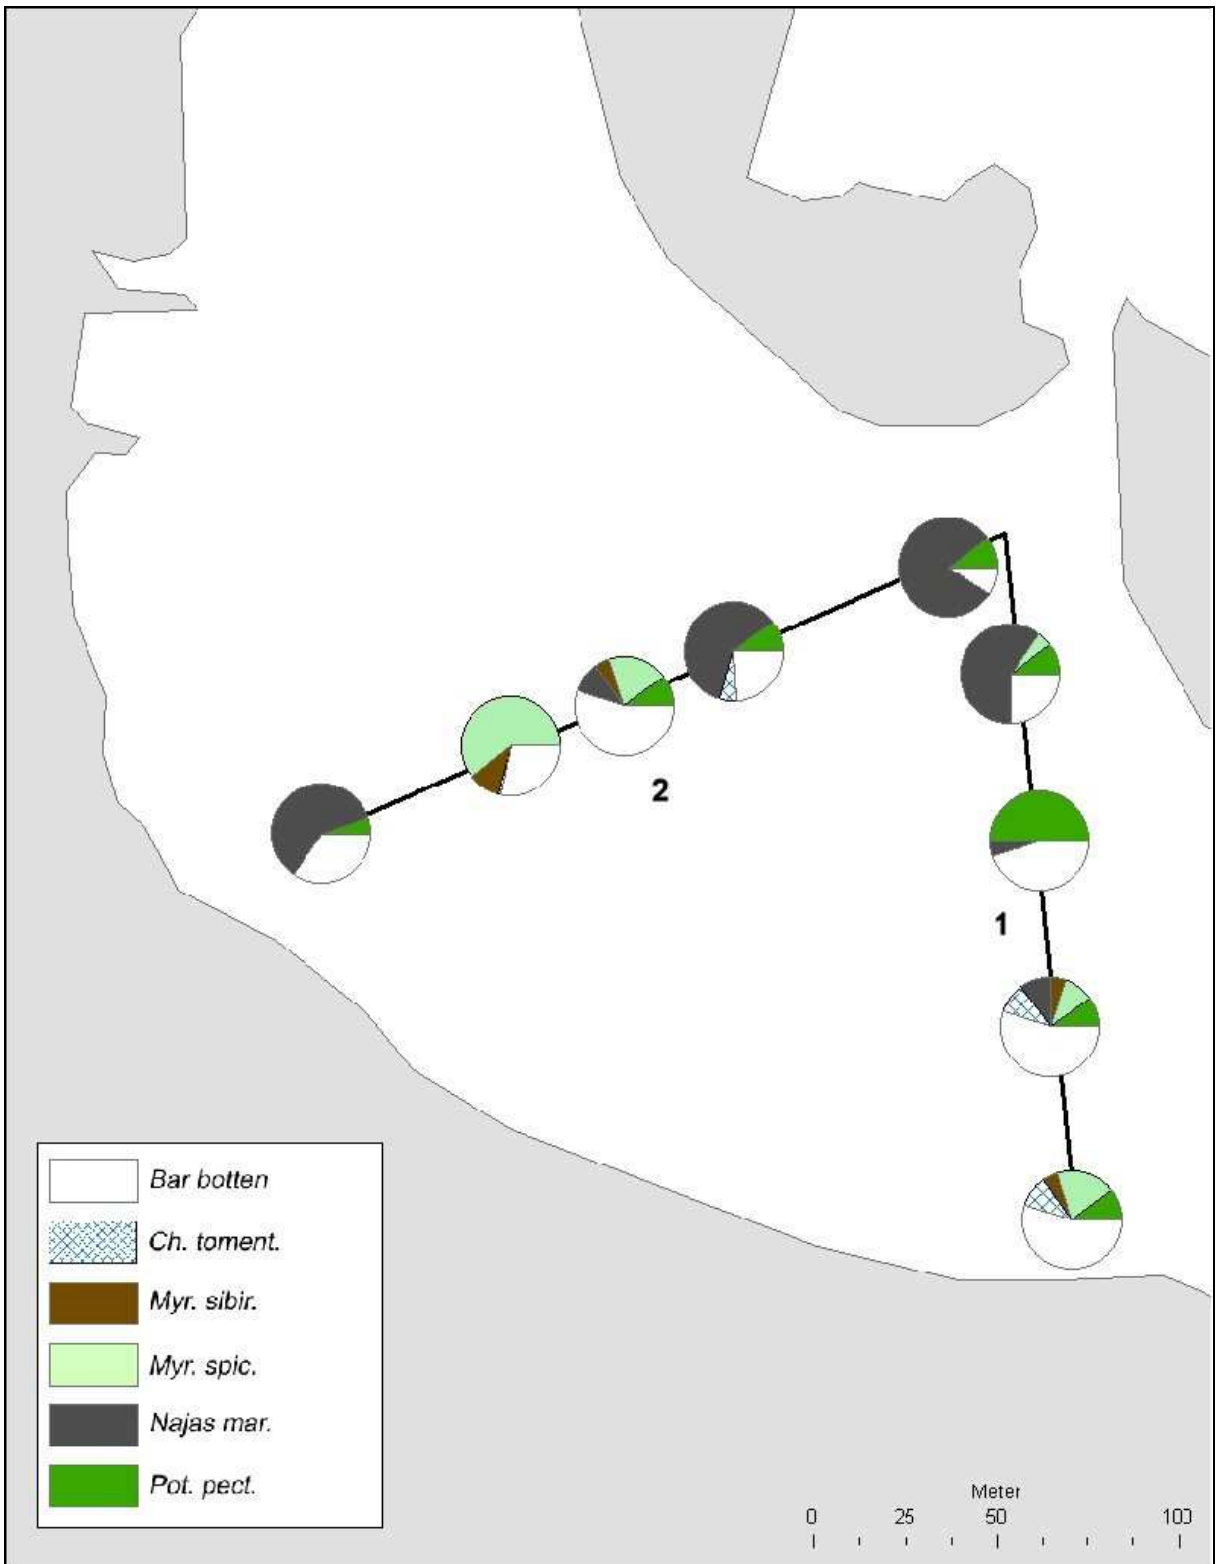 2
1
Bar botten
Ch. toment.
Myr. sibir.
Myr. spic.
Najas mar.
Pot. pect.
Meter
0 25 50 100